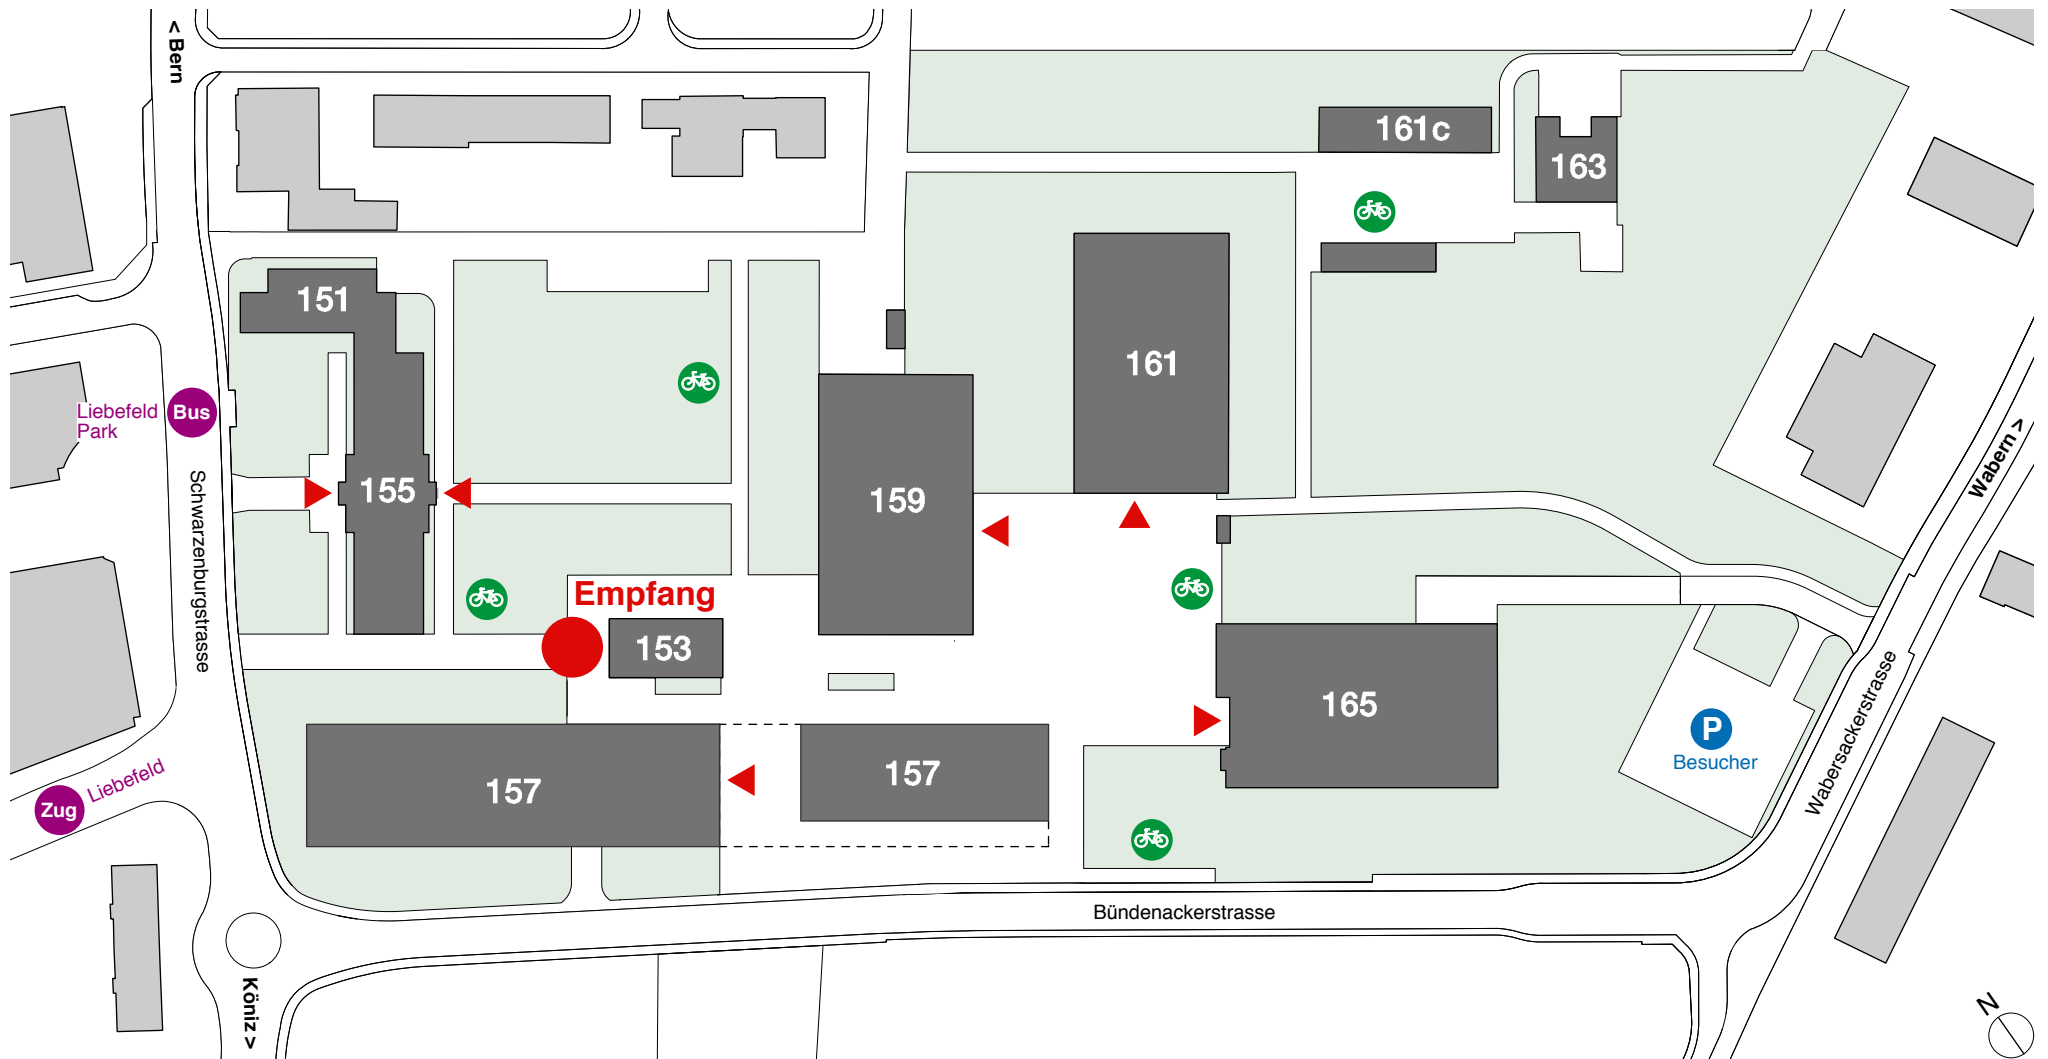 < Bern
161c
163
151
161
Liebefeld
Park
Bus
155
159
Wabern >
Schwarzenburgstrasse
Empfang
153
165
P
Besucher
Wabersackerstrasse
157
157
Liebefeld
Zug
Bündenackerstrasse
Köniz >
N